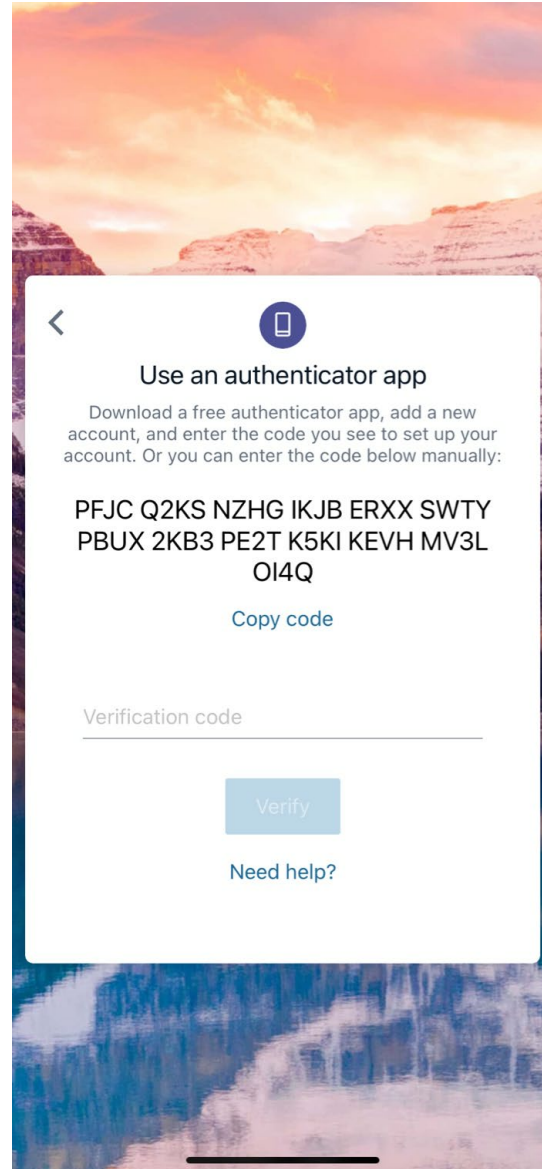 Use an authenticator app
Download a free authenticator app, add a new
account, and enter the code you see to set up your
account. Or you can enter the code below manually:
PFJC Q2KS NZHG IKJB ERXX SWTY
PBUX 2KB3 PE2T K5KI KEVH MV3L
OI4Q
Copy code
Verification code
Verify
Need help?